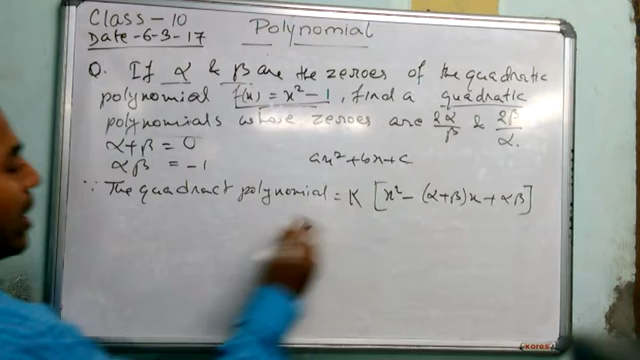 Class-10
Date-6-3-17
Polynomial
Q. If α & β are the zeroes of the quadratic
polynomial f(x) = x²-1, find a quadratic
polynomials whose zeroes are 2α/β & 2β/α.
α+β = 0
αβ = -1
ax²+bx+c
∵ The quadract polynomial = K [x² - (α+β)x + αβ]
kores